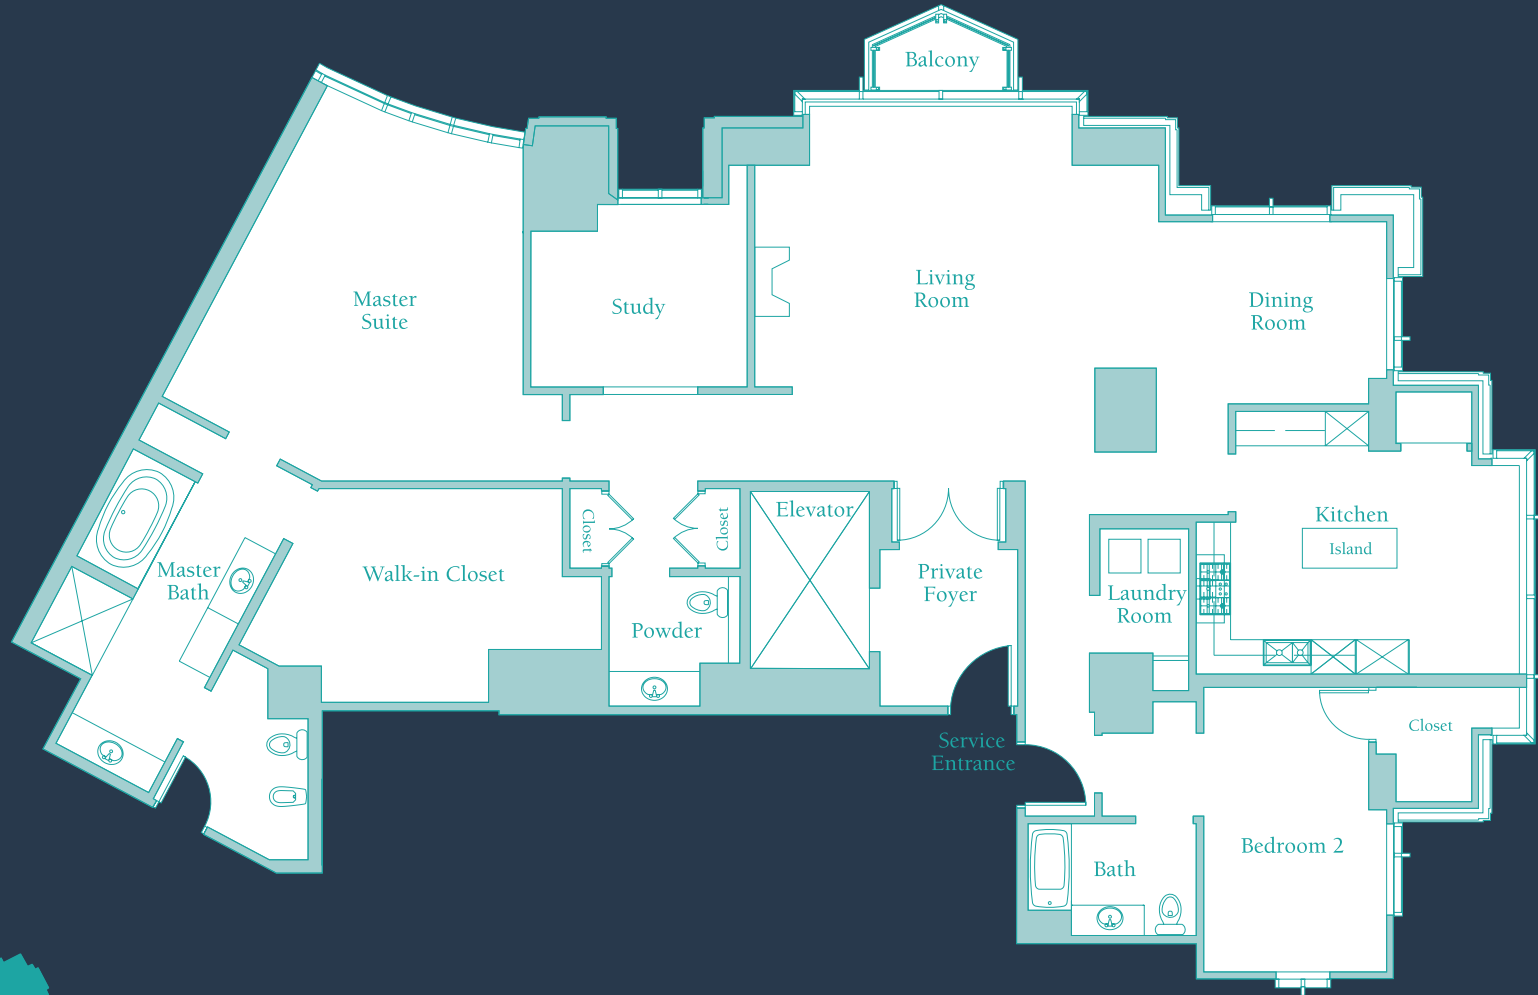 Balcony
Master
Suite
Study
Living
Room
Dining
Room
Closet
Closet
Elevator
Kitchen
Island
Master
Bath
Walk-in Closet
Powder
Private
Foyer
Laundry
Room
Service
Entrance
Closet
Bath
Bedroom 2